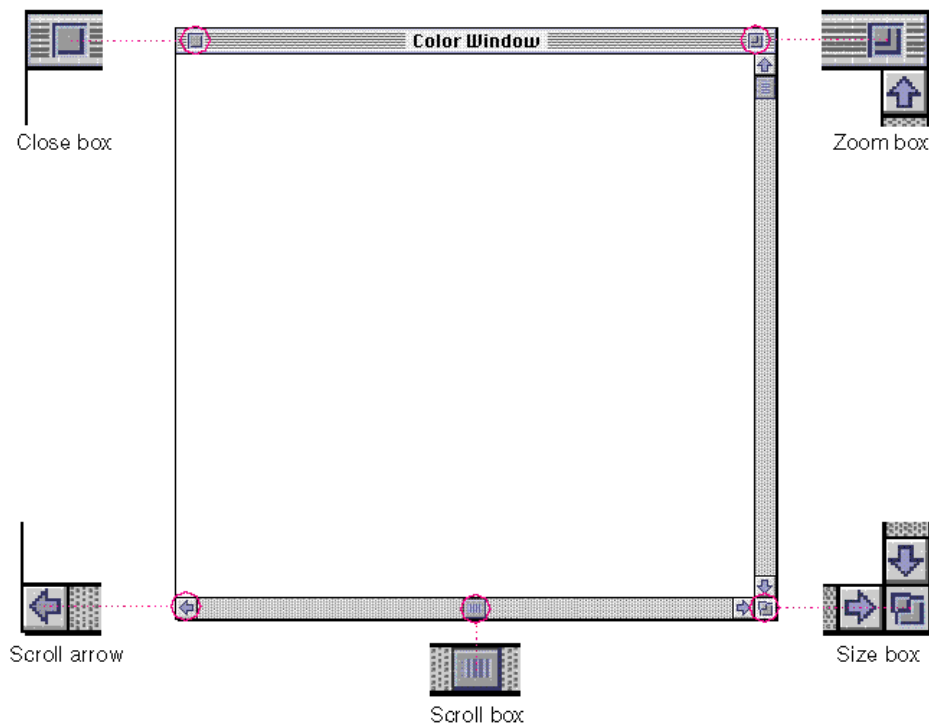 Color Window
Close box
Zoom box
Scroll arrow
Size box
Scroll box